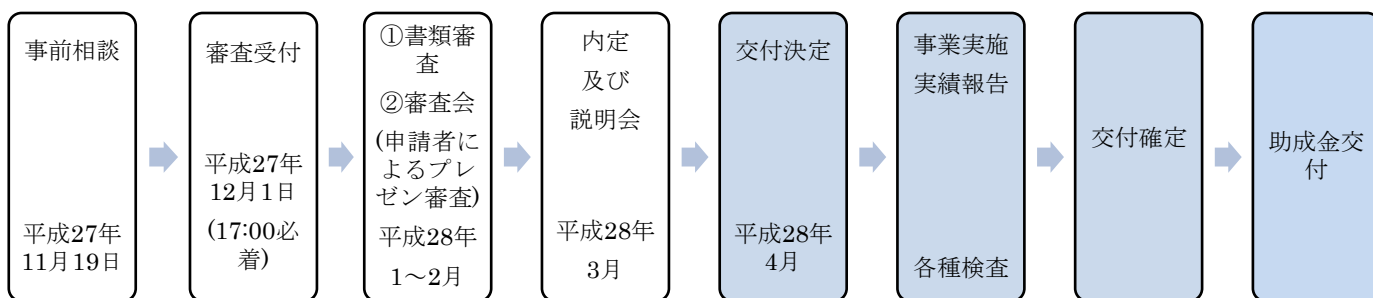 事前相談
平成27年
11月19日
審査受付
平成27年
12月1日
(17:00必
着)
①書類審
査
②審査会
(申請者に
よるプレ
ゼン審査)
平成28年
1～2月
内定
及び
説明会
平成28年
3月
交付決定
平成28年
4月
事業実施
実績報告
各種検査
交付確定
助成金交
付